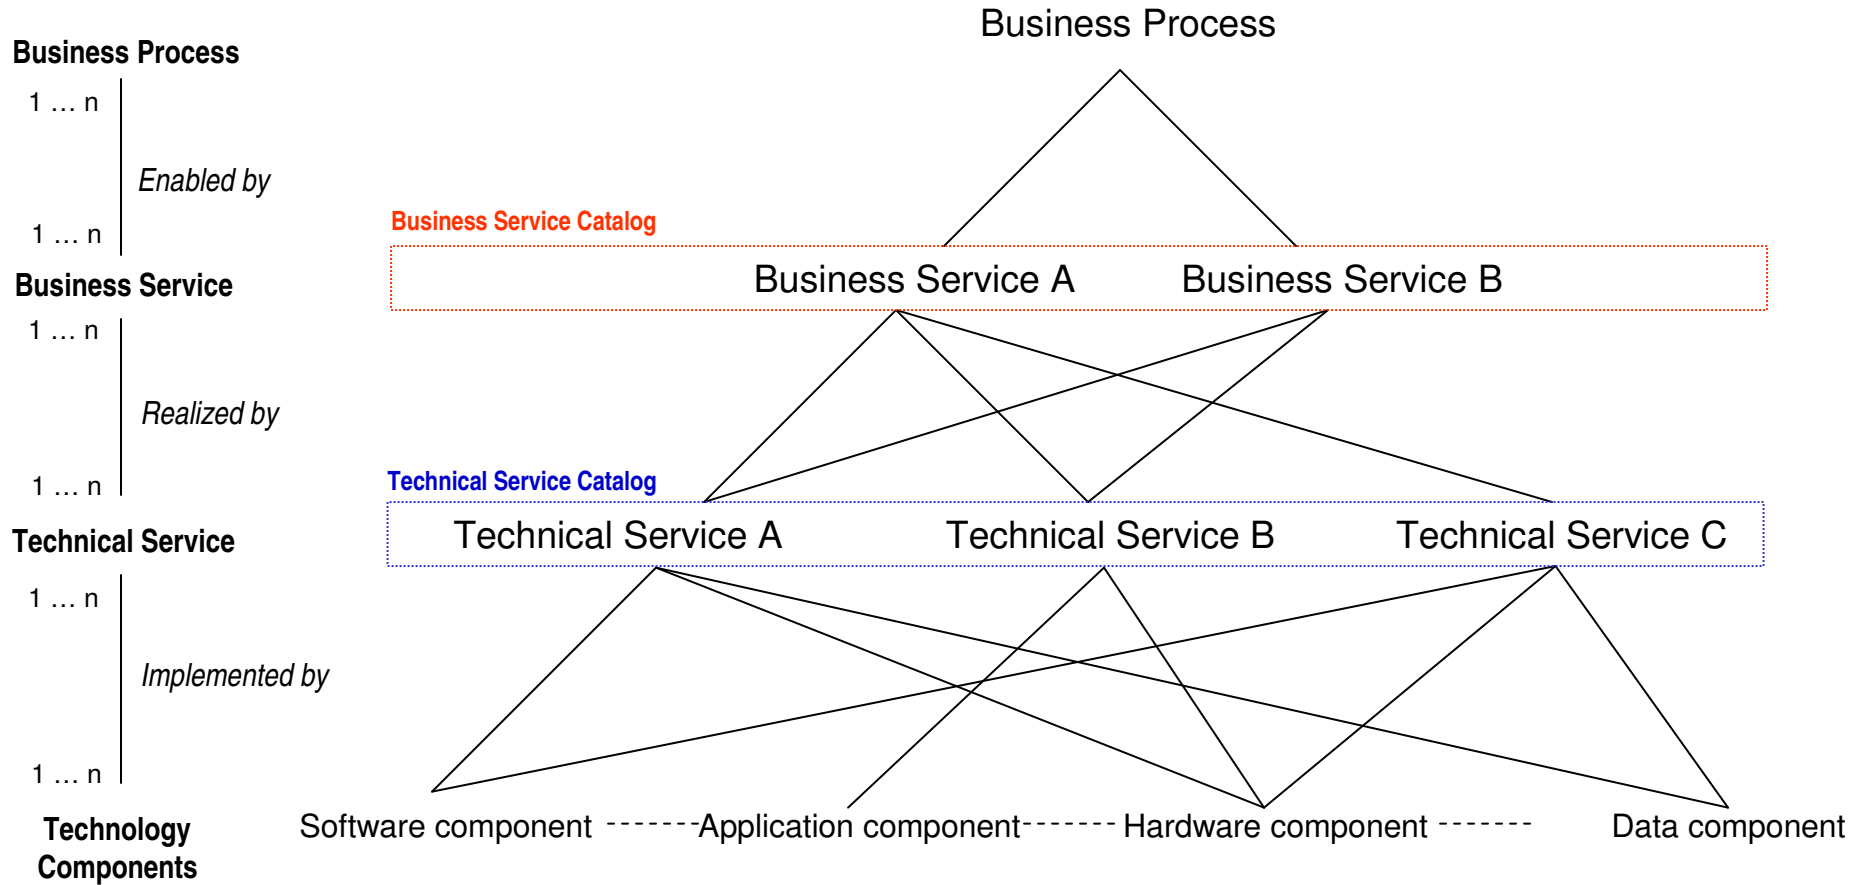 Business Process
Business Process
1 … n
Enabled by
Business Service Catalog
1 … n
Business Service A
Business Service B
Business Service
1 … n
Realized by
Technical Service Catalog
1 … n
Technical Service A
Technical Service B
Technical Service C
Technical Service
1 … n
Implemented by
1 … n
Software component
Application component
Hardware component
Data component
Technology
Components